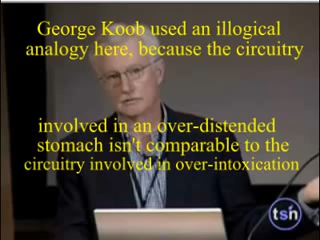 George Koob used an illogical
analogy here, because the circuitry
involved in an over-distended
stomach isn't comparable to the
circuitry involved in over-intoxication
tsn